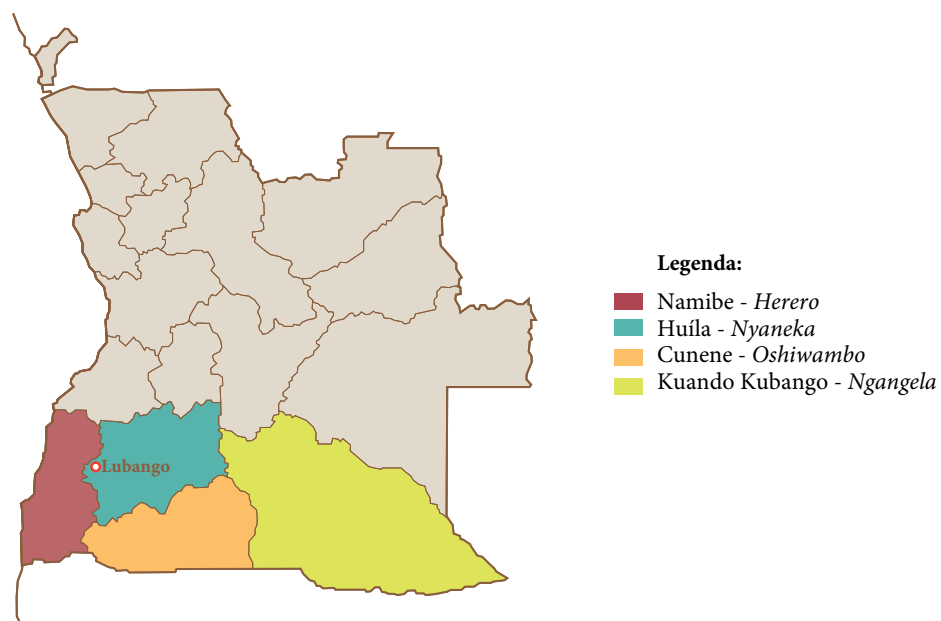 Legenda:
Namibe - Herero
Huíla - Nyaneka
Cunene - Oshiwambo
Kuando Kubango - Ngangela
Lubango